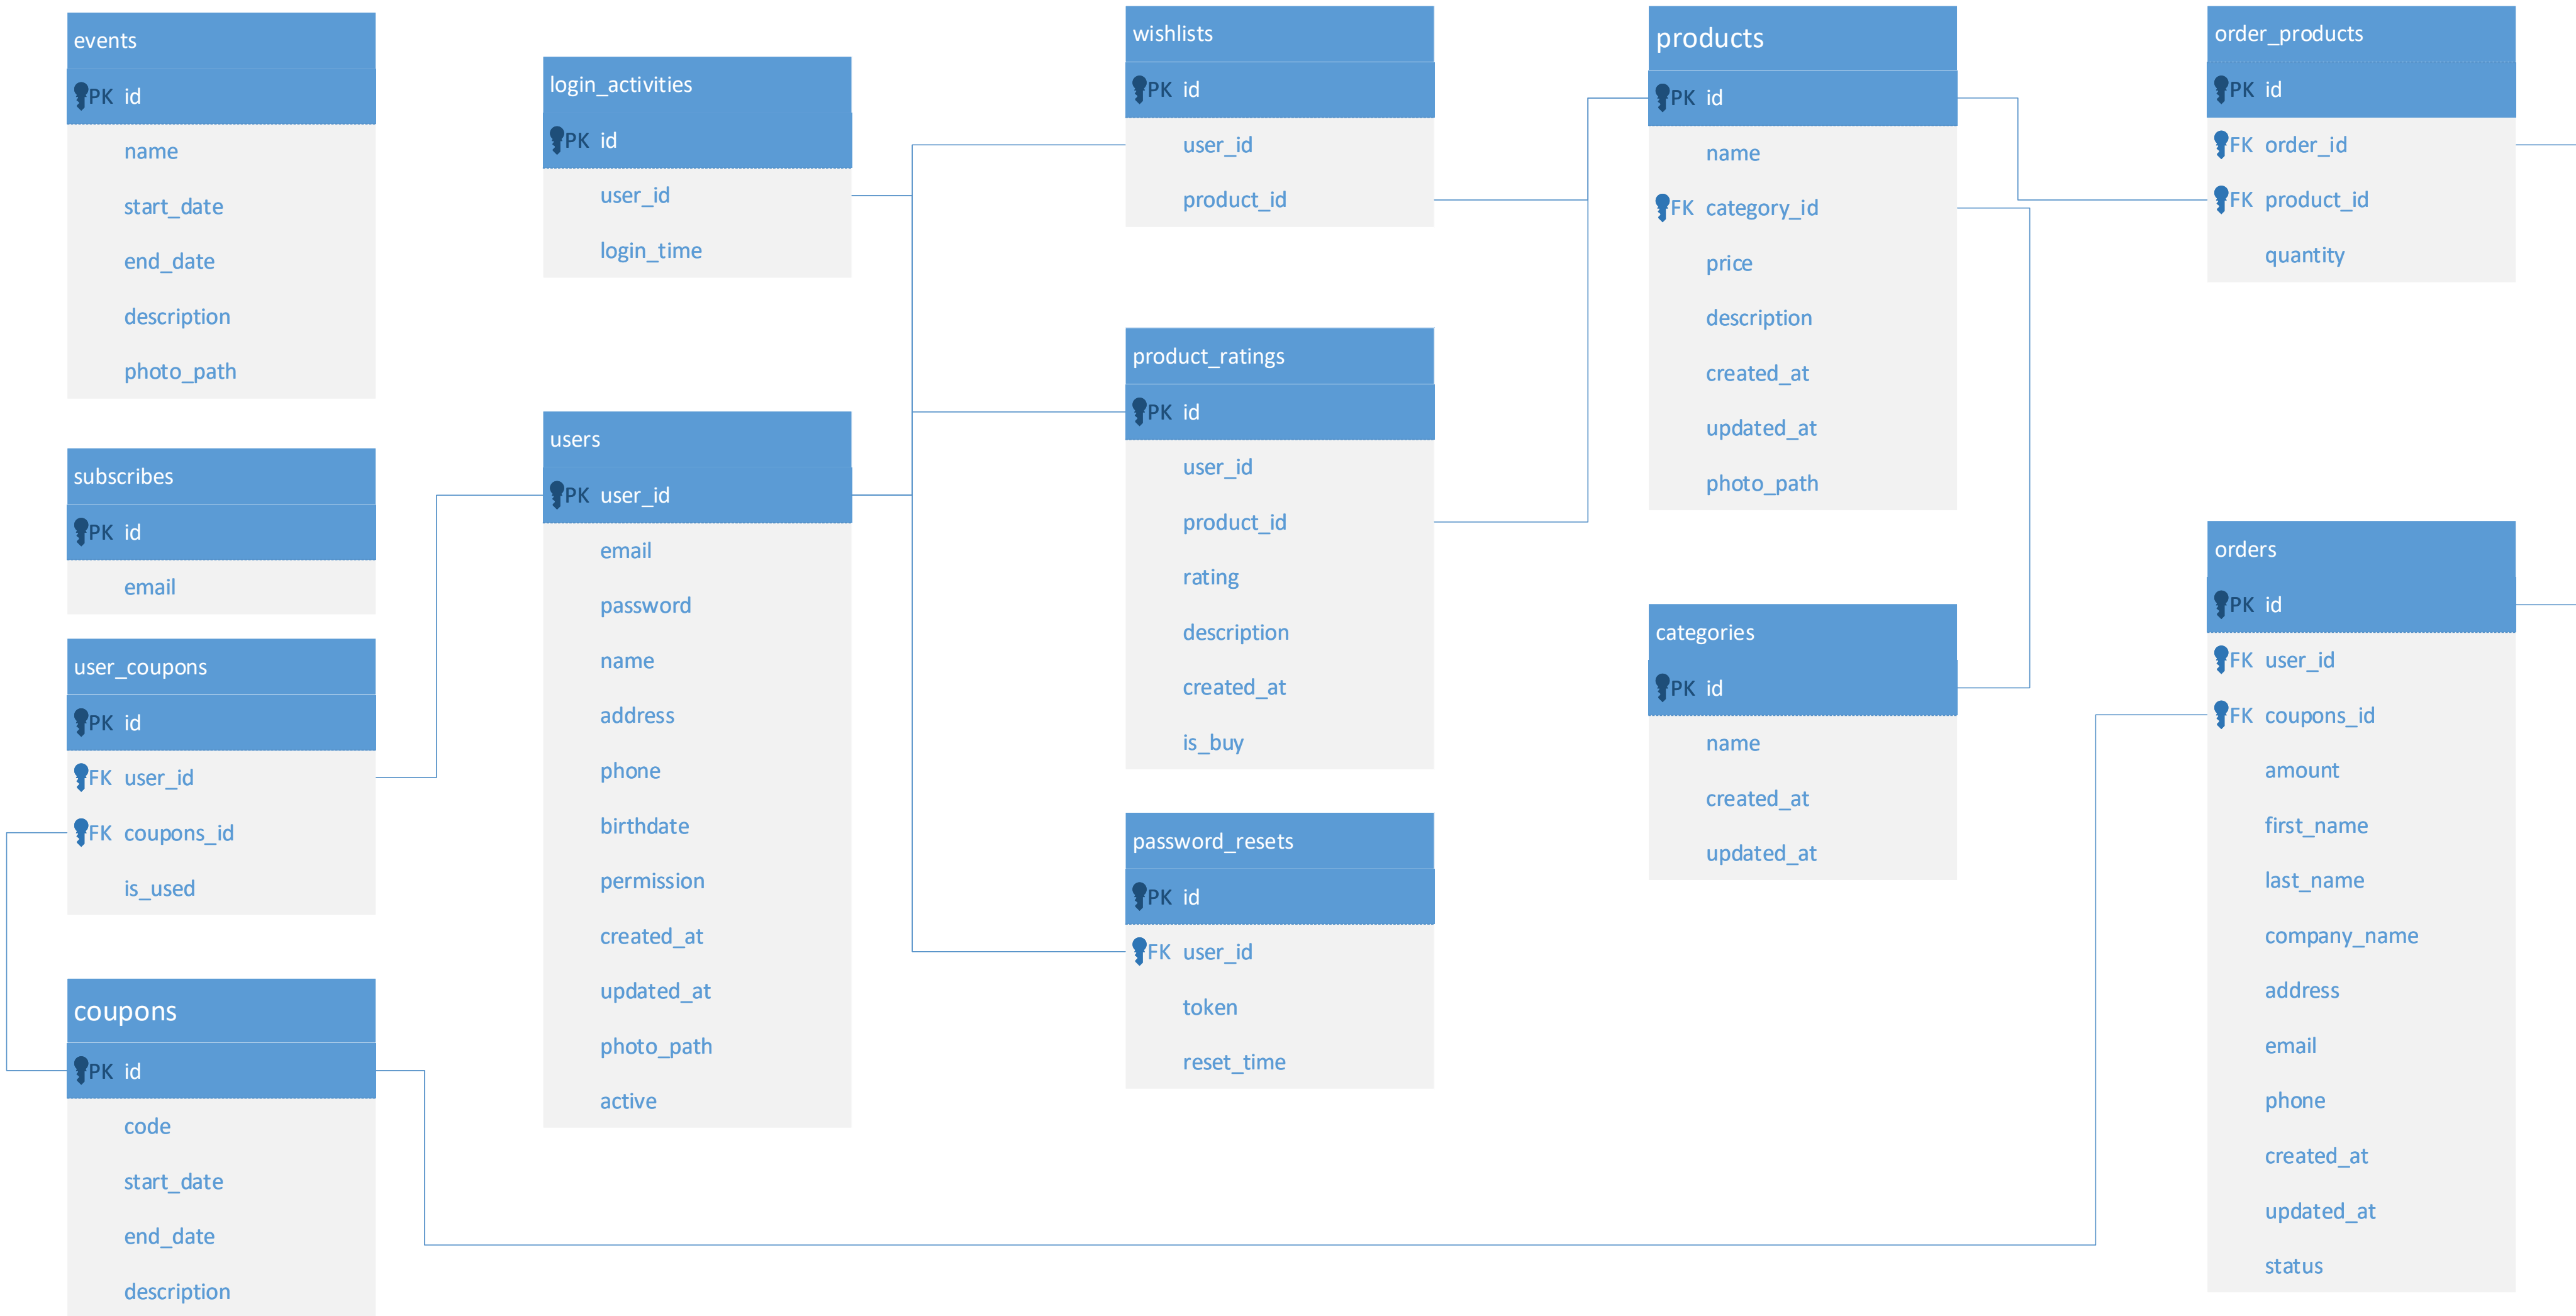 events
PK id
name
start_date
end_date
description
photo_path
subscribes
PK id
email
user_coupons
PK id
FK user_id
FK coupons_id
is_used
coupons
PK id
code
start_date
end_date
description
login_activities
PK id
user_id
login_time
users
PK user_id
email
password
name
address
phone
birthdate
permission
created_at
updated_at
photo_path
active
wishlists
PK id
user_id
product_id
product_ratings
PK id
user_id
product_id
rating
description
created_at
is_buy
password_resets
PK id
FK user_id
token
reset_time
products
PK id
name
FK category_id
price
description
created_at
updated_at
photo_path
categories
PK id
name
created_at
updated_at
order_products
PK id
FK order_id
FK product_id
quantity
orders
PK id
FK user_id
FK coupons_id
amount
first_name
last_name
company_name
address
email
phone
created_at
updated_at
status